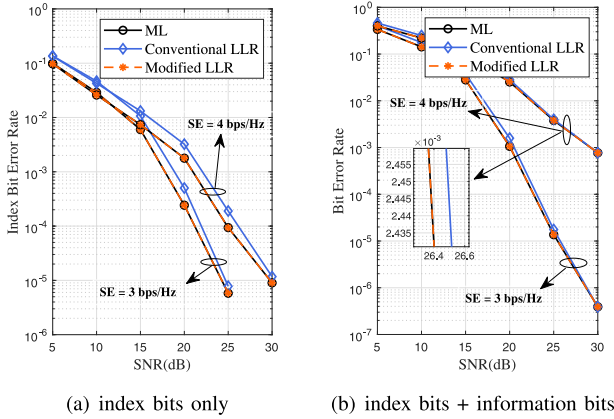 10^0
10^-1
10^-2
10^-3
10^-4
10^-5
10^-6
Index Bit Error Rate
ML
Conventional LLR
Modified LLR
SE = 4 bps/Hz
SE = 3 bps/Hz
5 10 15 20 25 30
SNR(dB)
(a) index bits only
10^0
10^-1
10^-2
10^-3
10^-4
10^-5
10^-6
10^-7
Bit Error Rate
ML
Conventional LLR
Modified LLR
SE = 4 bps/Hz
× 10^-3
2,455
2,45
2,445
2,44
2,435
26,4 26,6
SE = 3 bps/Hz
5 10 15 20 25 30
SNR(dB)
(b) index bits + information bits